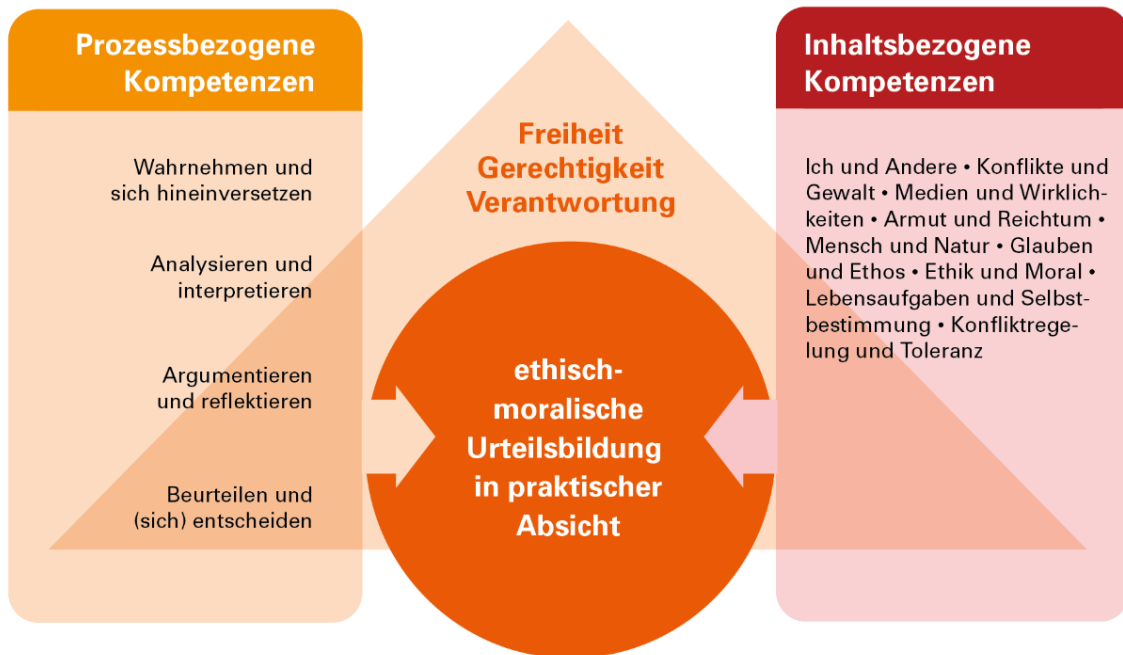 Prozessbezogene
Kompetenzen
Wahrnehmen und
sich hineinversetzen
Analysieren und
interpretieren
Argumentieren
und reflektieren
Beurteilen und
(sich) entscheiden
Freiheit
Gerechtigkeit
Verantwortung
ethisch-
moralische
Urteilsbildung
in praktischer
Absicht
Inhaltsbezogene
Kompetenzen
Ich und Andere • Konflikte und
Gewalt • Medien und Wirklich-
keiten • Armut und Reichtum •
Mensch und Natur • Glauben
und Ethos • Ethik und Moral •
Lebensaufgaben und Selbst-
bestimmung • Konfliktrege-
lung und Toleranz